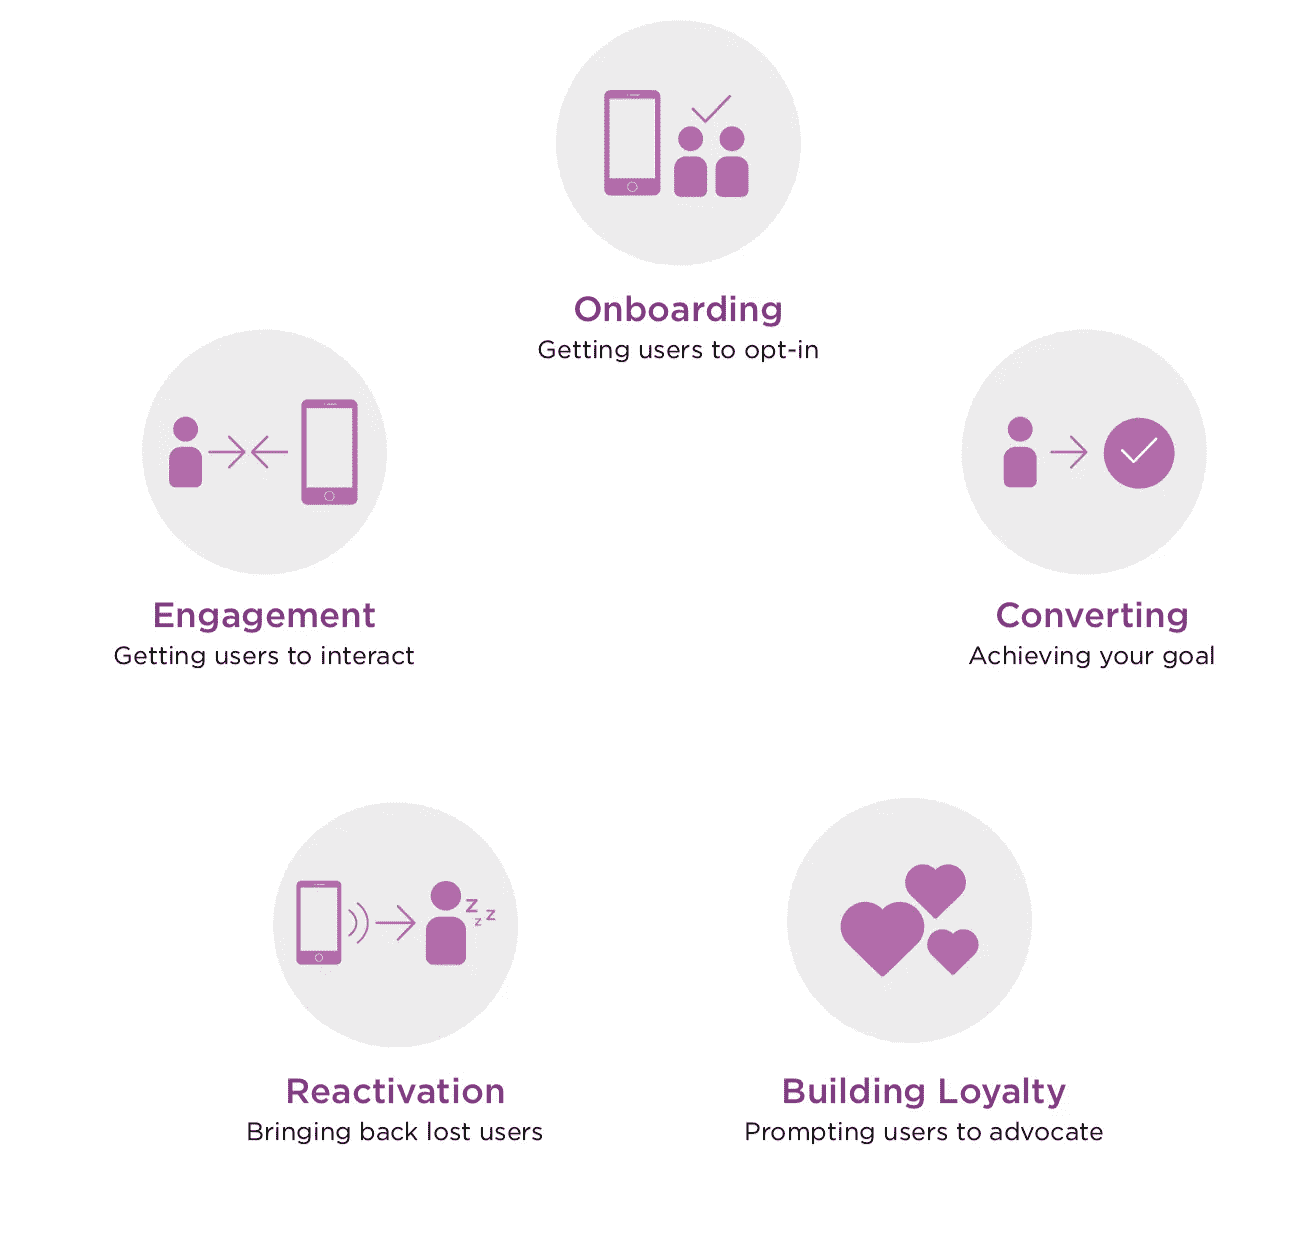 Onboarding
Getting users to opt-in
Engagement
Getting users to interact
Converting
Achieving your goal
z
z
z
Reactivation
Bringing back lost users
Building Loyalty
Prompting users to advocate